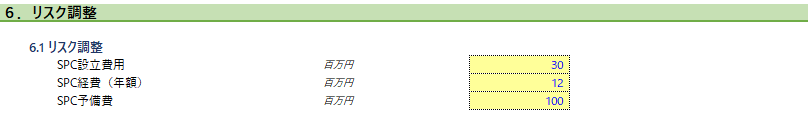 ６．リスク調整
6.1 リスク調整
SPC設立費用 百万円 30
SPC経費（年額） 百万円 12
SPC予備費 百万円 100